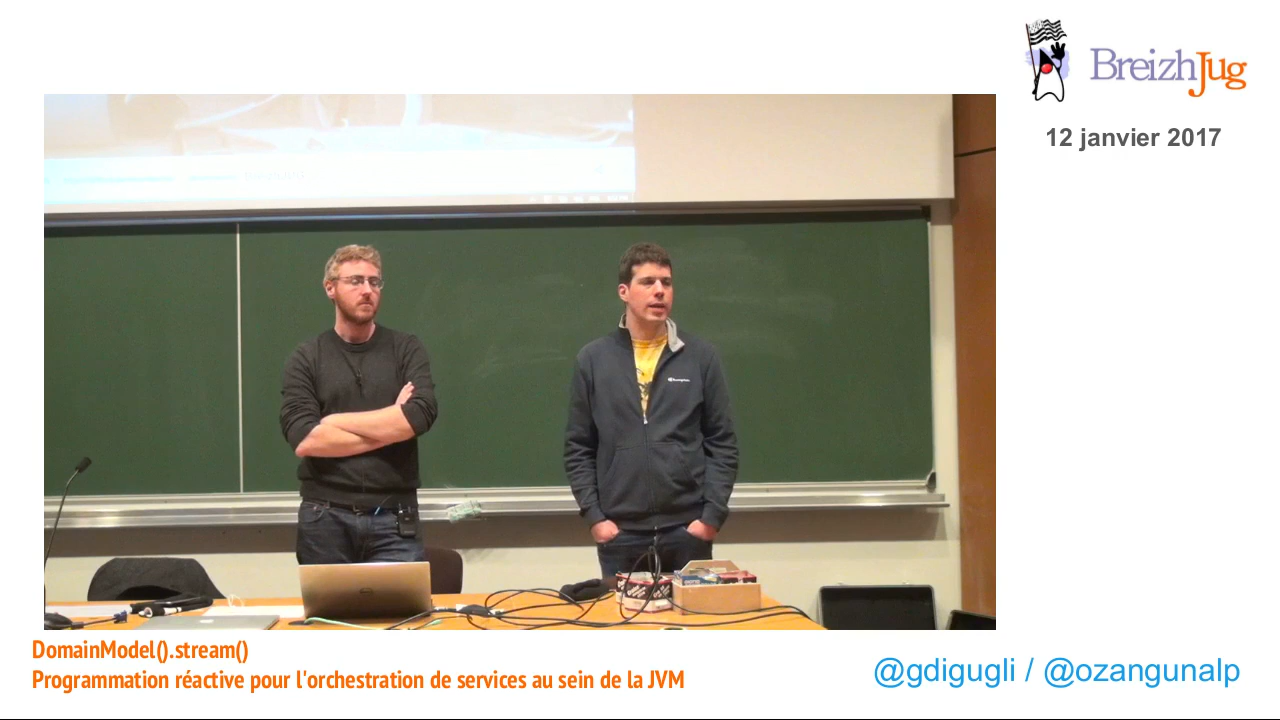 BreizhJug
12 janvier 2017
DomainModel().stream()
Programmation réactive pour l'orchestration de services au sein de la JVM
@gdigugli / @ozangunalp